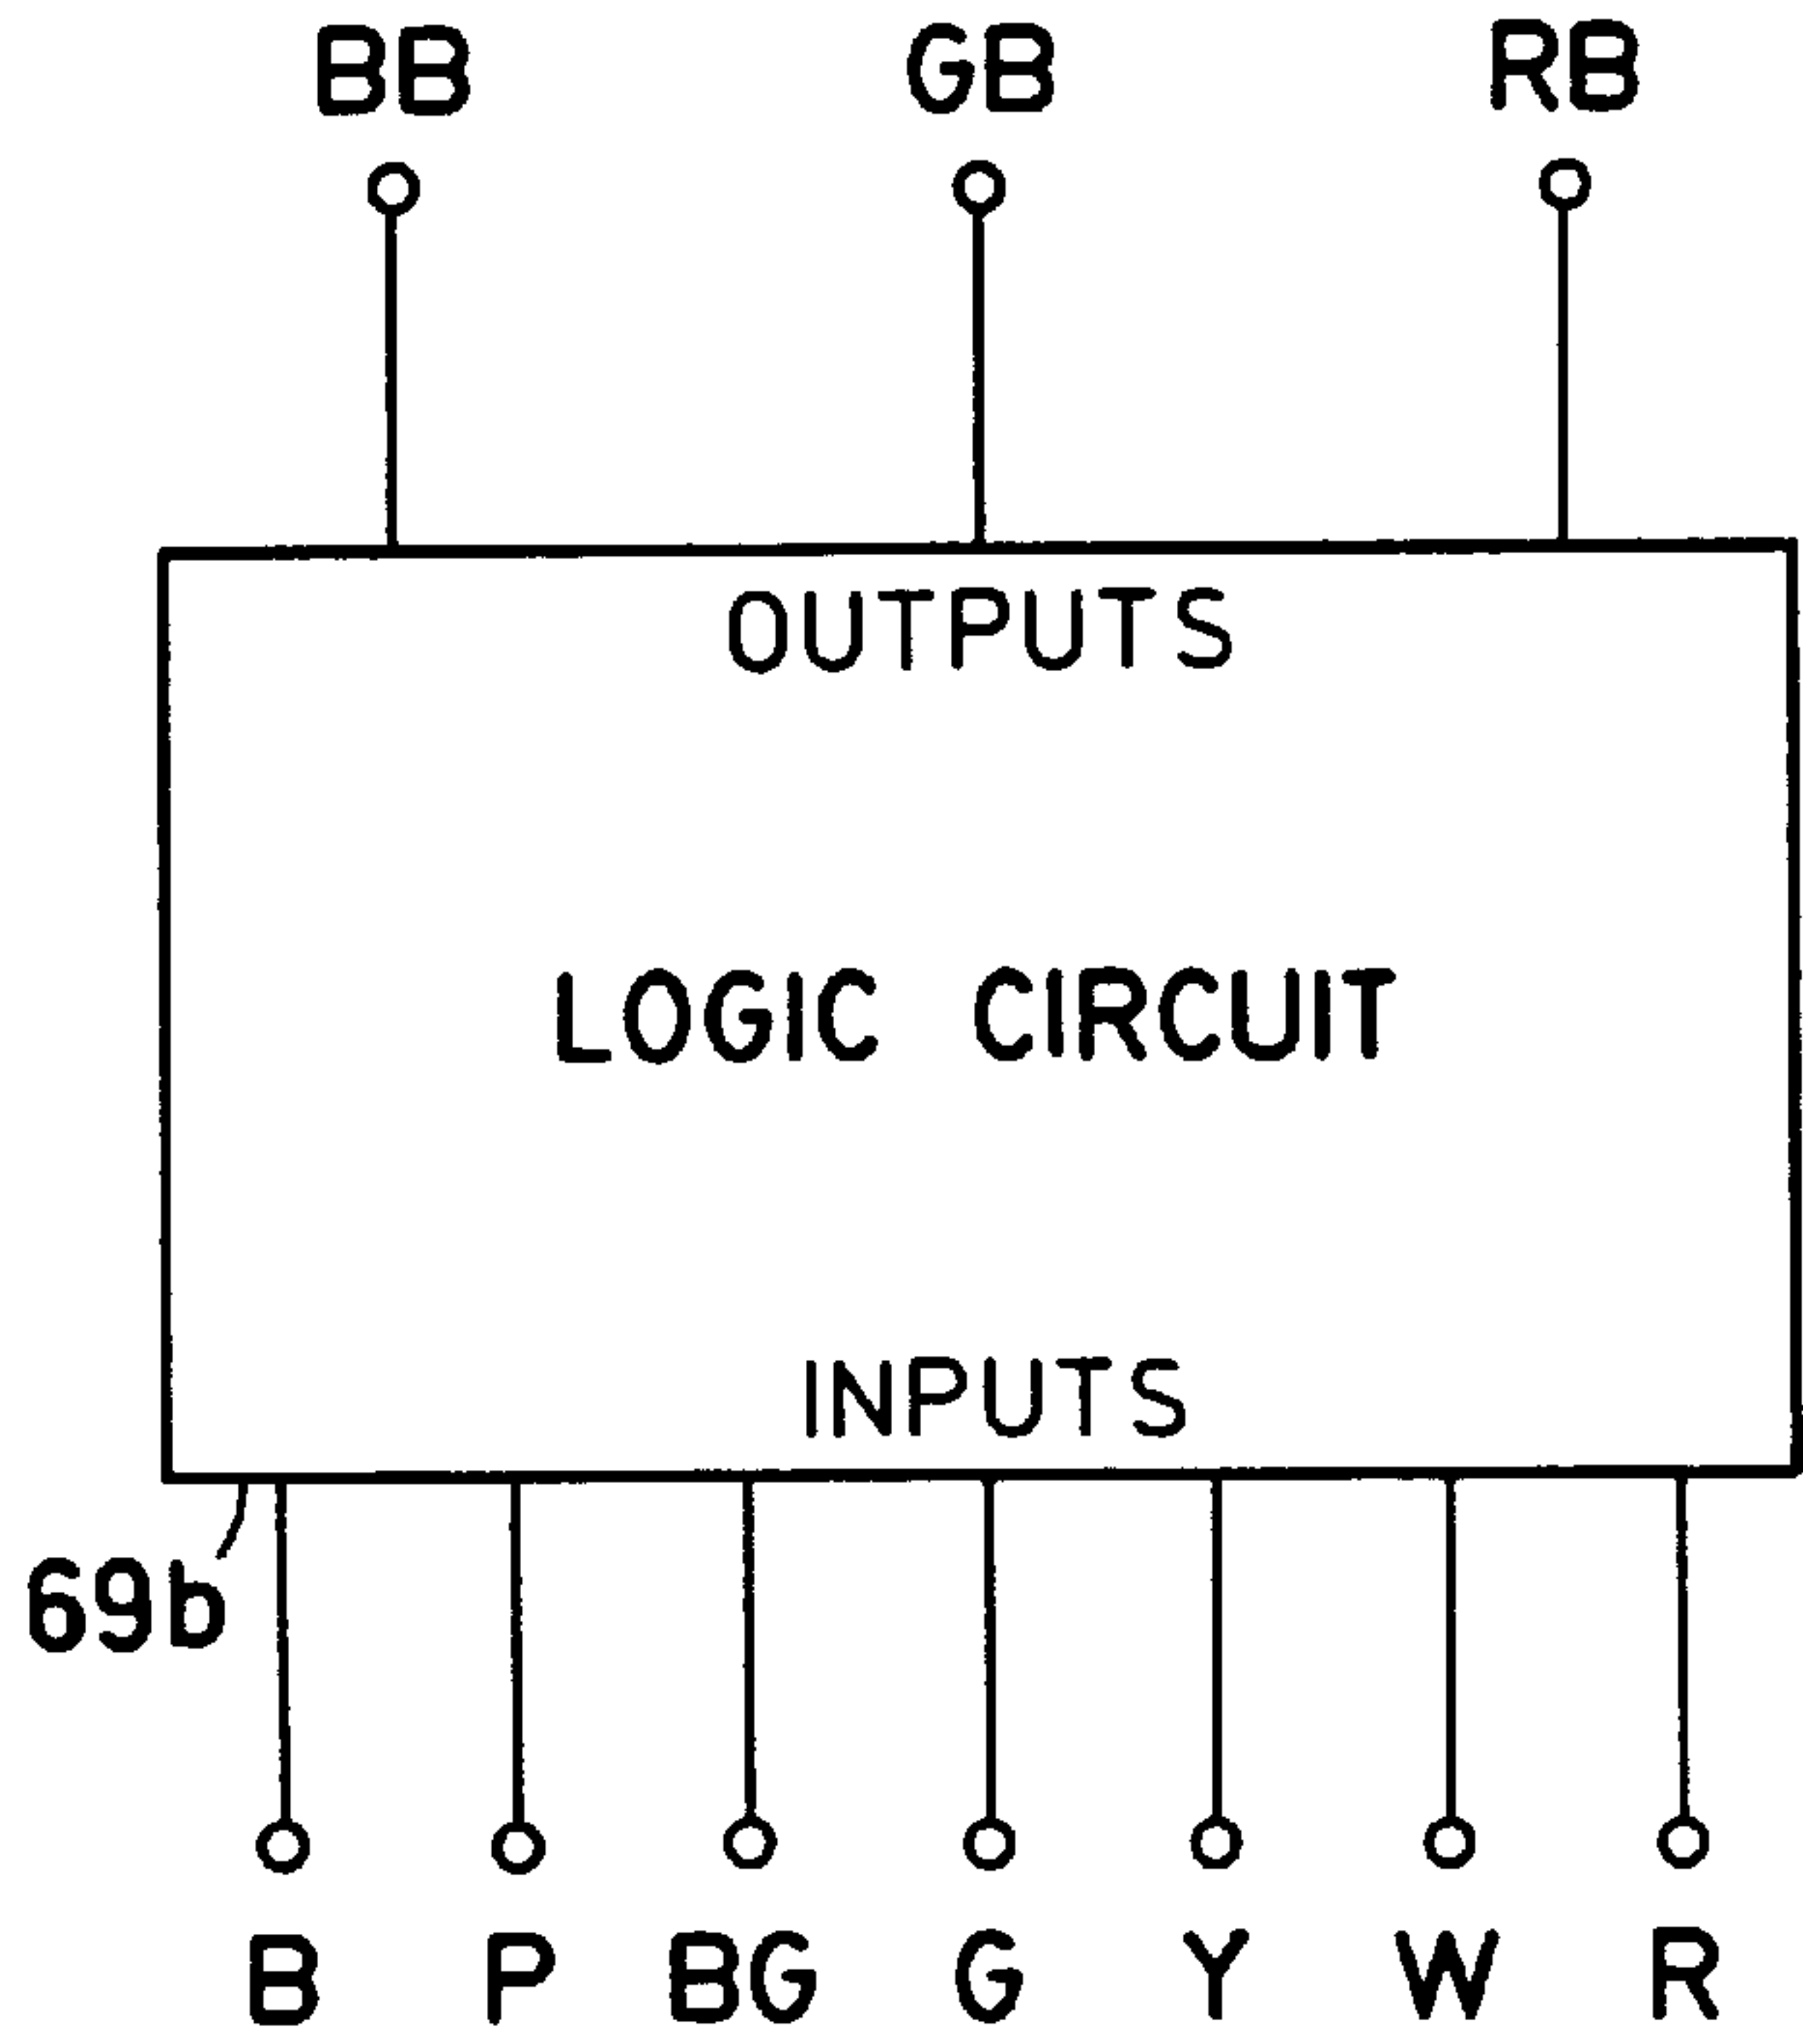 BB GB RB
OUTPUTS
LOGIC CIRCUIT
INPUTS
69b
B P BG G Y W R